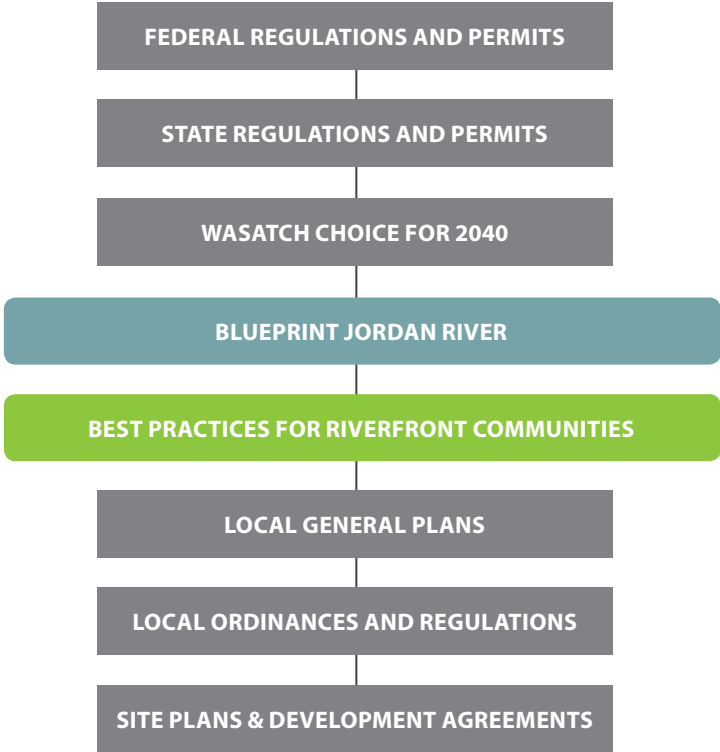 FEDERAL REGULATIONS AND PERMITS
STATE REGULATIONS AND PERMITS
WASATCH CHOICE FOR 2040
BLUEPRINT JORDAN RIVER
BEST PRACTICES FOR RIVERFRONT COMMUNITIES
LOCAL GENERAL PLANS
LOCAL ORDINANCES AND REGULATIONS
SITE PLANS & DEVELOPMENT AGREEMENTS